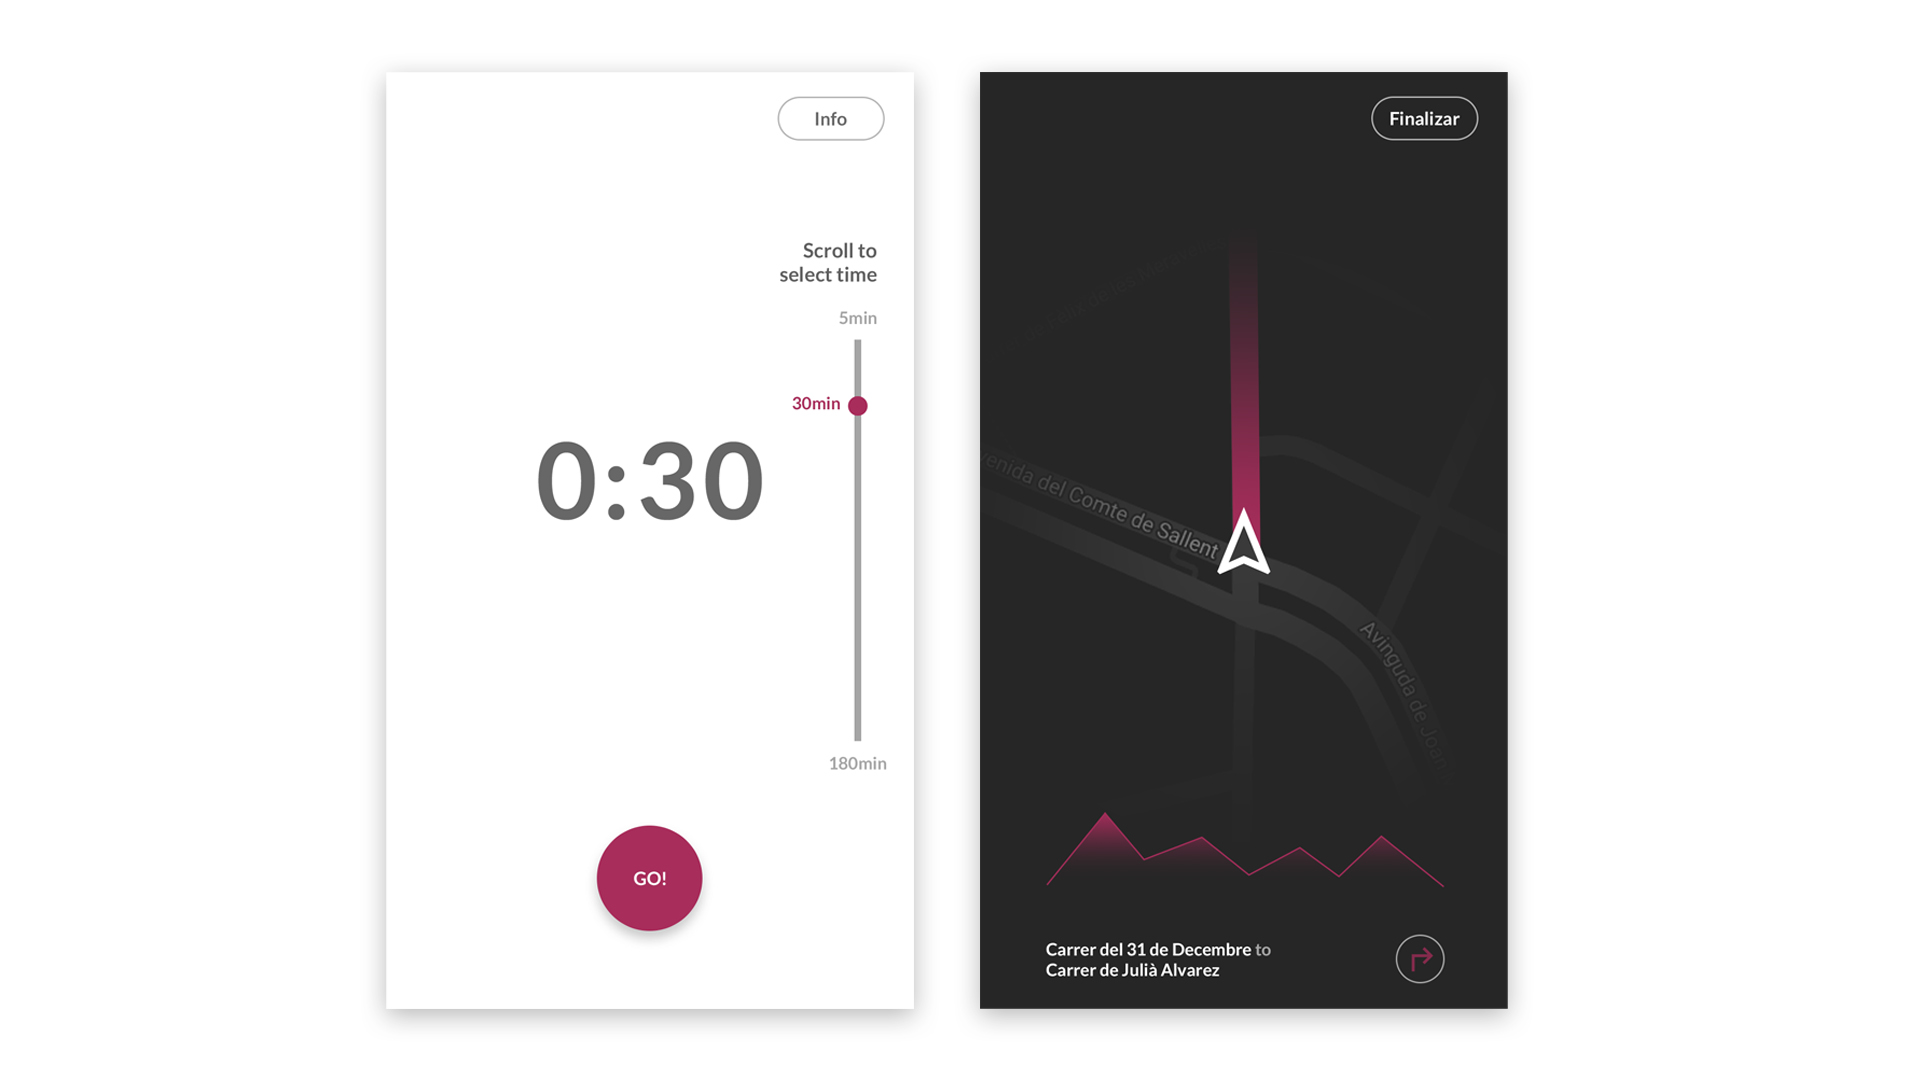 Info
Scroll to
select time
5min
30min
0:30
180min
GO!
Finalizar
del Comte de Sallent
Avinguda de Joan
Carrer del 31 de Decembre to
Carrer de Julià Alvarez